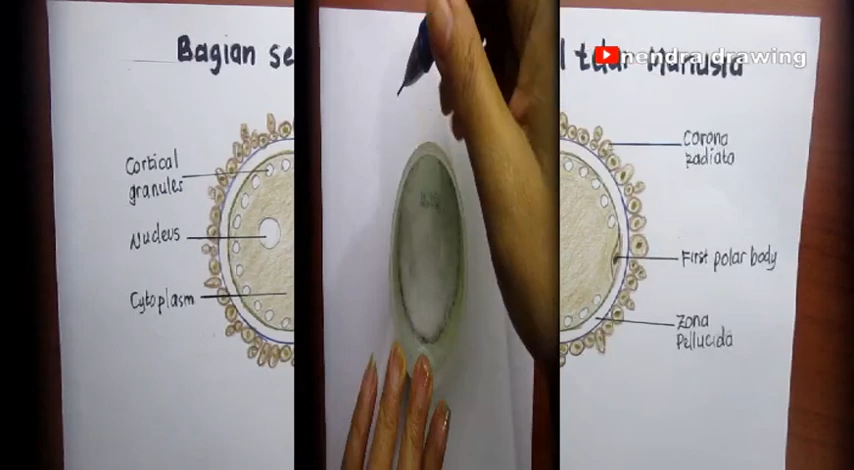 Bagian se
l telur Manusia
nendra drawing
Cortical
granules
Nucleus
Cytoplasm
Corona
Radiata
First polar body
Zona
Pellucida